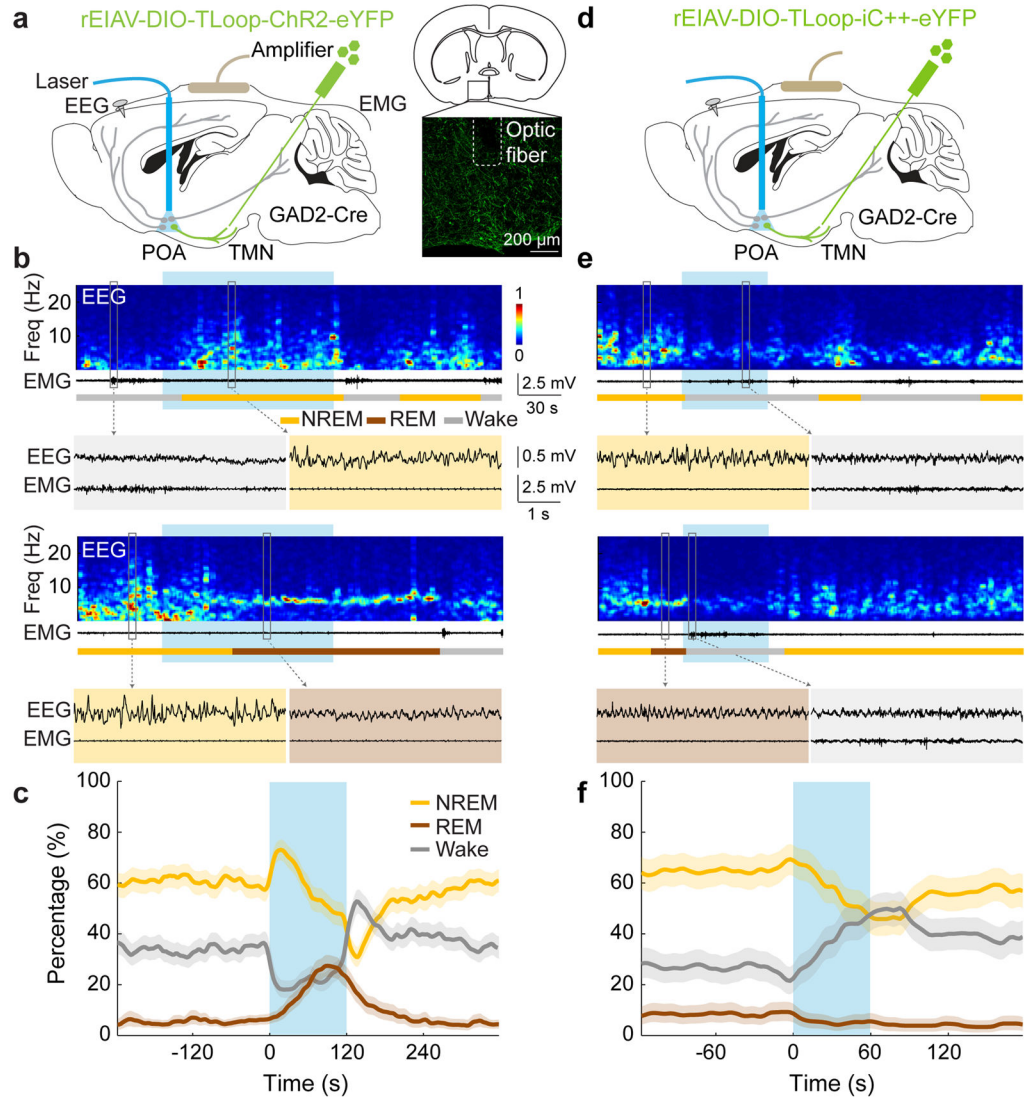 a
rEIAV-DIO-TLoop-ChR2-eYFP
Amplifier
Laser
EEG
EMG
GAD2-Cre
POA
TMN
Optic
fiber
200 μm
d
rEIAV-DIO-TLoop-iC++-eYFP
GAD2-Cre
POA
TMN
b
Freq (Hz)
20
10
EEG
1
0
EMG
2.5 mV
30 s
NREM
REM
Wake
EEG
EMG
0.5 mV
2.5 mV
1 s
Freq (Hz)
20
10
EEG
EMG
EEG
EMG
e
c
Percentage (%)
100
80
60
40
20
0
NREM
REM
Wake
-120
0
120
240
Time (s)
f
100
80
60
40
20
0
-60
0
60
120
Time (s)